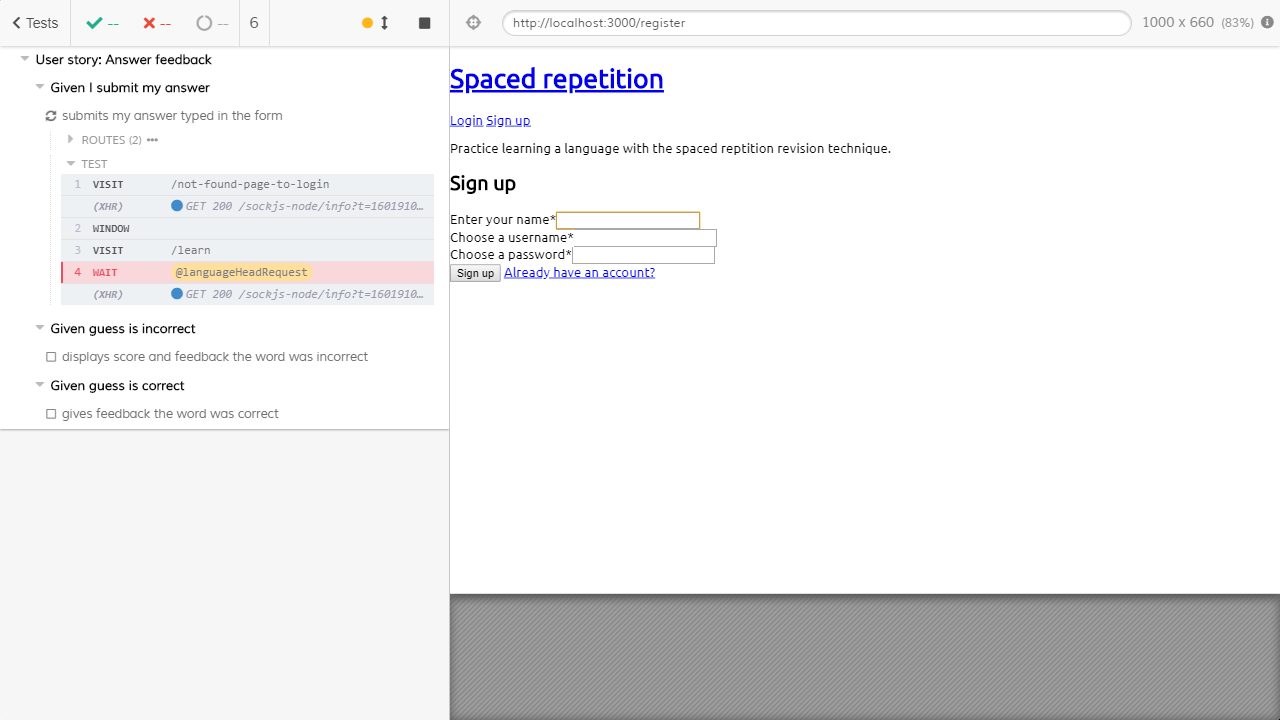 Tests
--
--
--
6
http://localhost:3000/register
1000 x 660 (83%)
User story: Answer feedback
Given I submit my answer
submits my answer typed in the form
ROUTES (2) •••
TEST
1 VISIT /not-found-page-to-login
(XHR) GET 200 /sockjs-node/info?t=1601910…
2 WINDOW
3 VISIT /learn
4 WAIT @languageHeadRequest
(XHR) GET 200 /sockjs-node/info?t=1601910…
Given guess is incorrect
displays score and feedback the word was incorrect
Given guess is correct
gives feedback the word was correct
Spaced repetition
Login Sign up
Practice learning a language with the spaced reptition revision technique.
Sign up
Enter your name*
Choose a username*
Choose a password*
Sign up Already have an account?